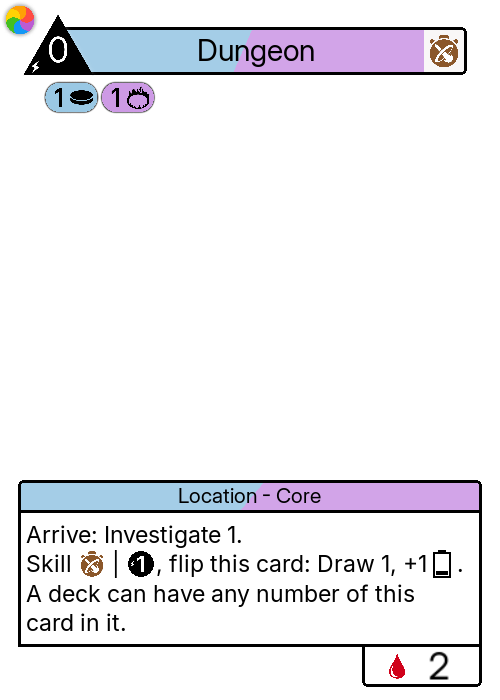 0 Dungeon
1 1
Location - Core
Arrive: Investigate 1.
Skill | 1, flip this card: Draw 1, +1 .
A deck can have any number of this
card in it.
2